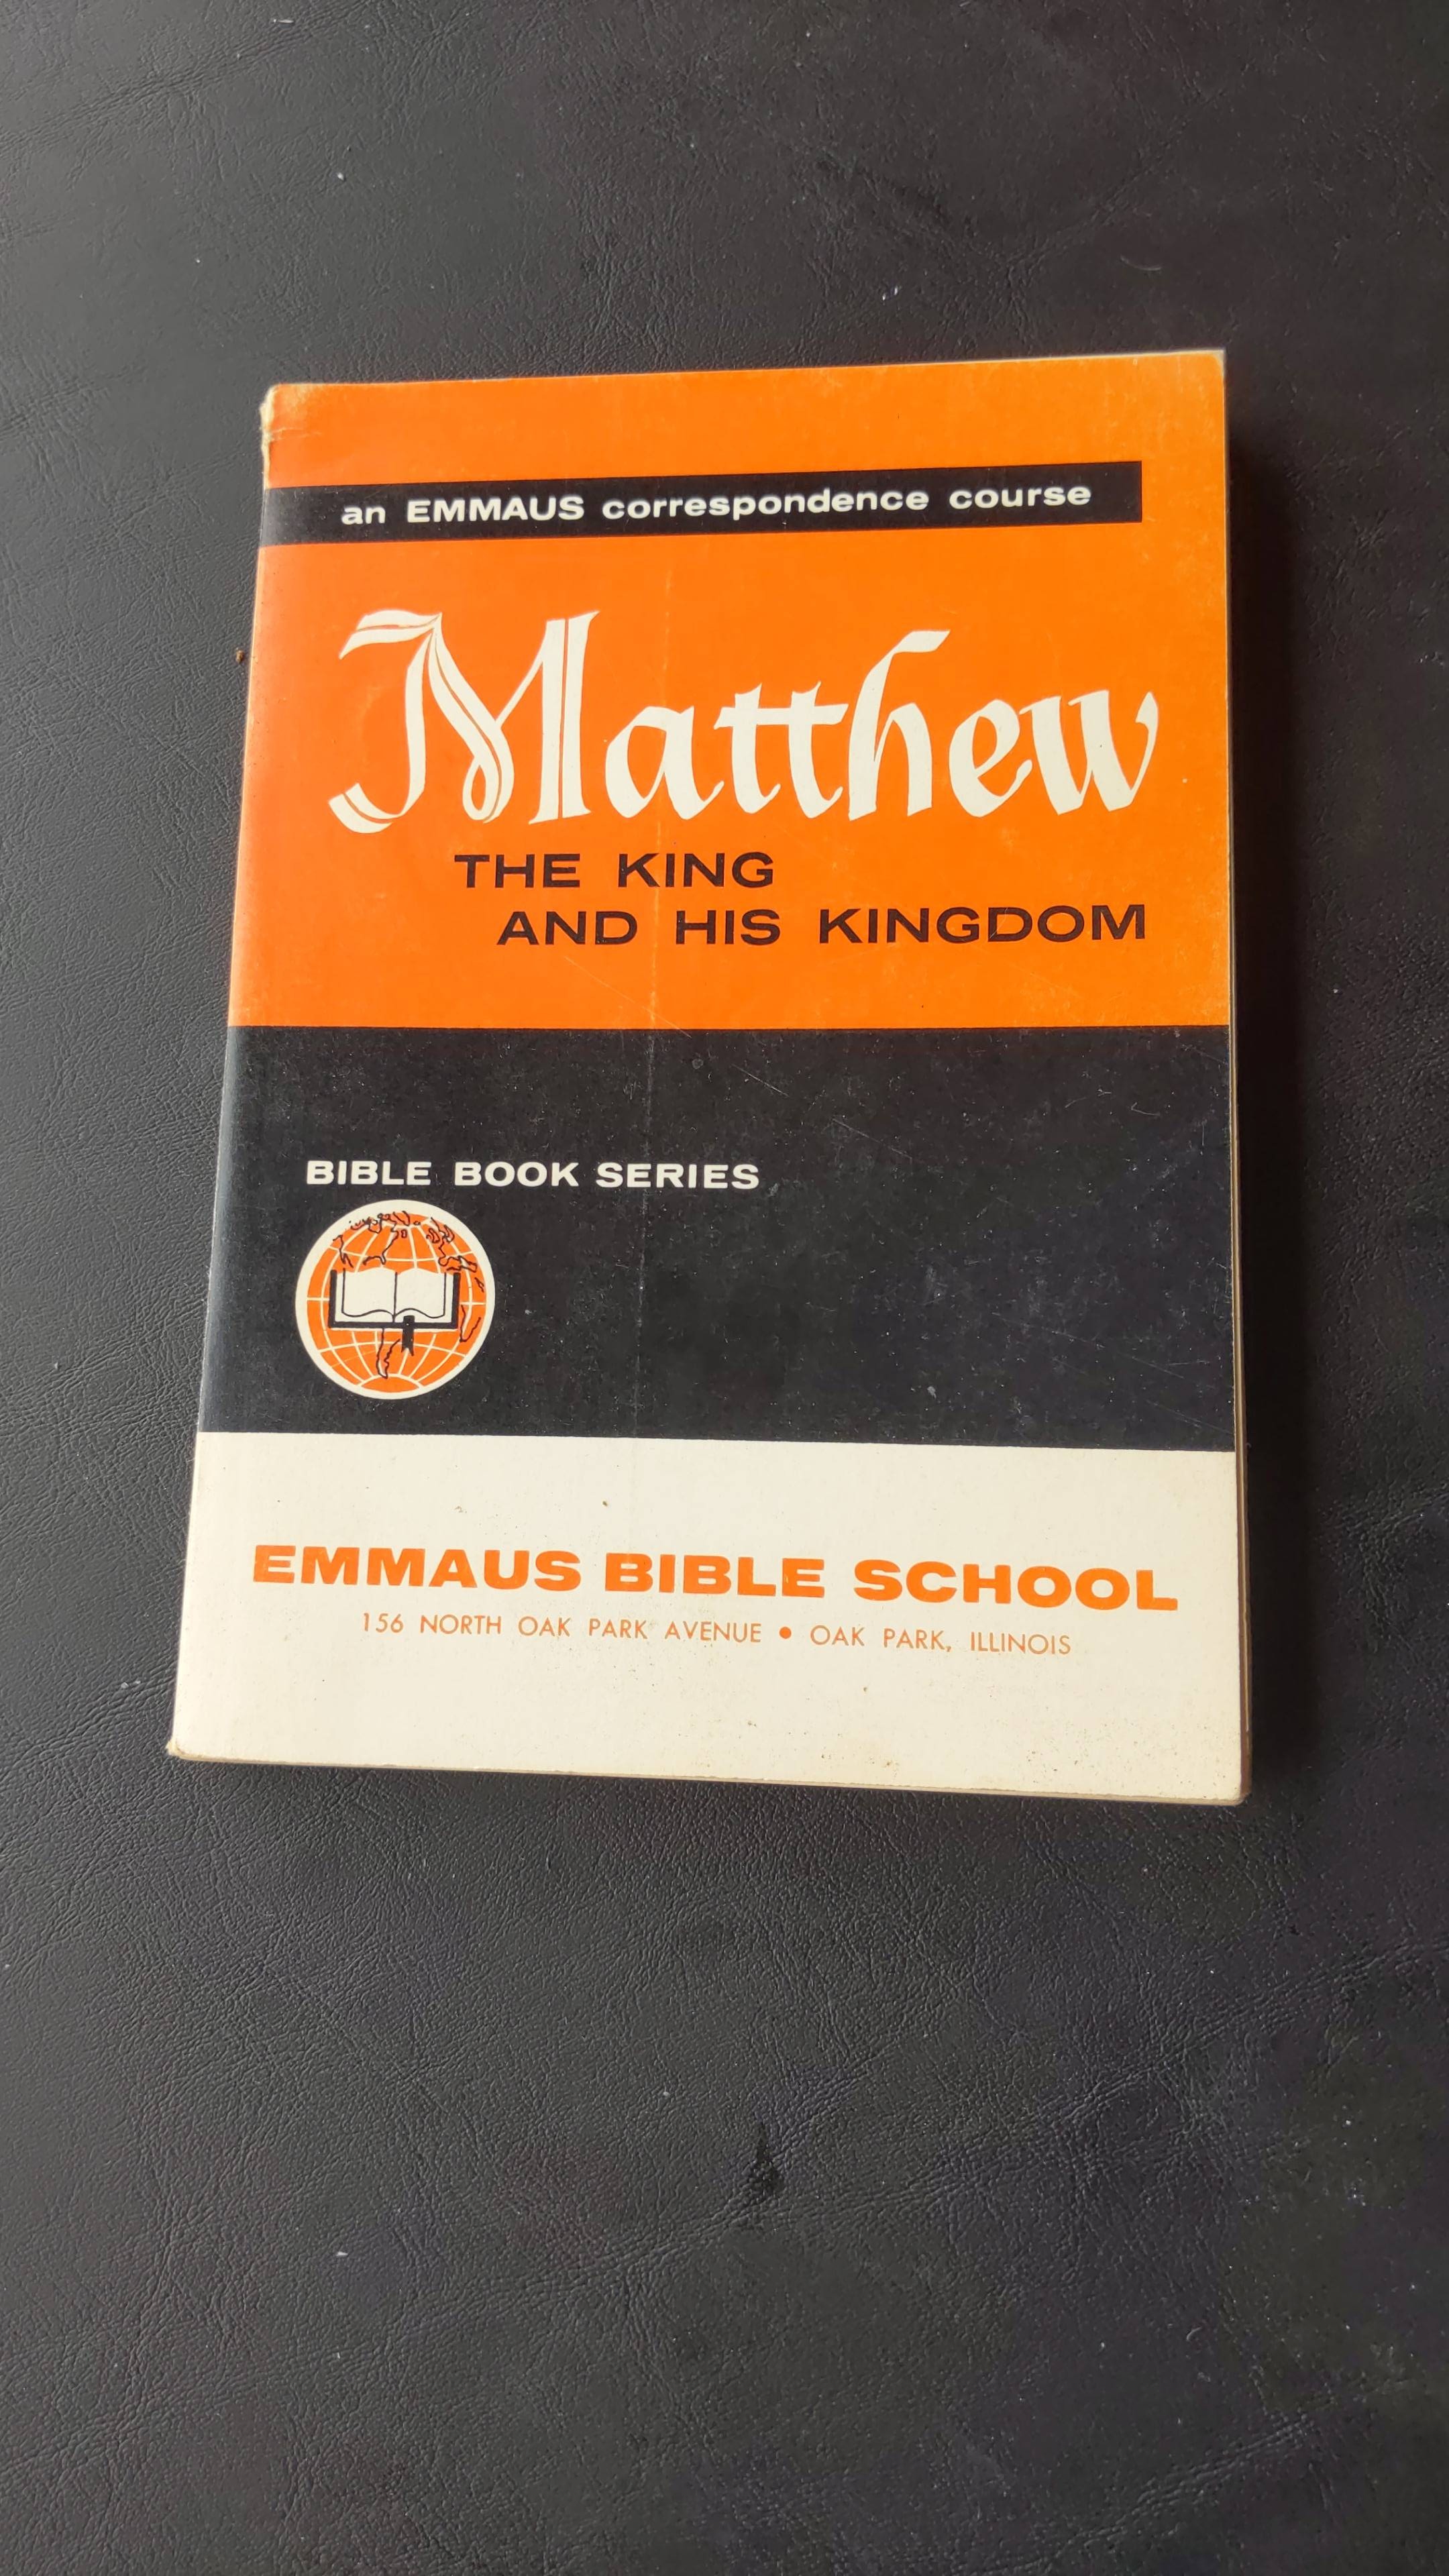 an EMMAUS correspondence course
Matthew
THE KING
AND HIS KINGDOM
BIBLE BOOK SERIES
EMMAUS BIBLE SCHOOL
156 NORTH OAK PARK AVENUE • OAK PARK, ILLINOIS